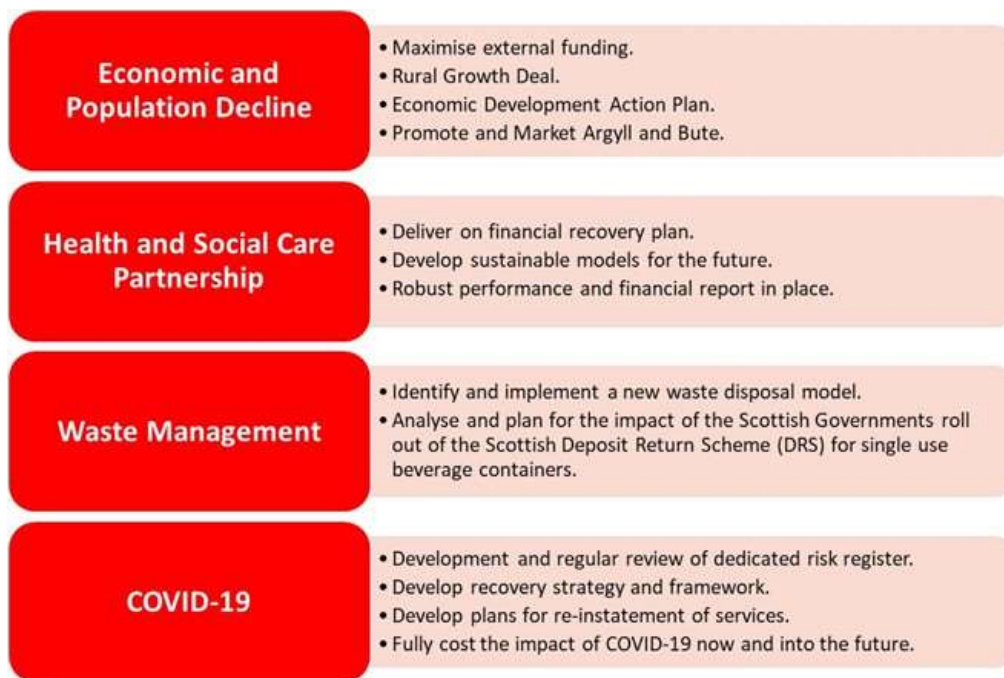 Economic and
Population Decline
• Maximise external funding.
• Rural Growth Deal.
• Economic Development Action Plan.
• Promote and Market Argyll and Bute.
Health and Social Care
Partnership
• Deliver on financial recovery plan.
• Develop sustainable models for the future.
• Robust performance and financial report in place.
Waste Management
• Identify and implement a new waste disposal model.
• Analyse and plan for the impact of the Scottish Governments roll
out of the Scottish Deposit Return Scheme (DRS) for single use
beverage containers.
COVID-19
• Development and regular review of dedicated risk register.
• Develop recovery strategy and framework.
• Develop plans for re-instatement of services.
• Fully cost the impact of COVID-19 now and into the future.